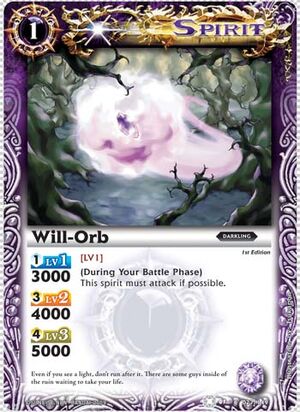 1
SPIRIT
Will-Orb
DARKLING
1st Edition
1 LV1
3000
[LV1]
(During Your Battle Phase)
This spirit must attack if possible.
3 LV2
4000
4 LV3
5000
Even if you see a light, don't run after it. There are some guys inside of
the ruin waiting to take your light.